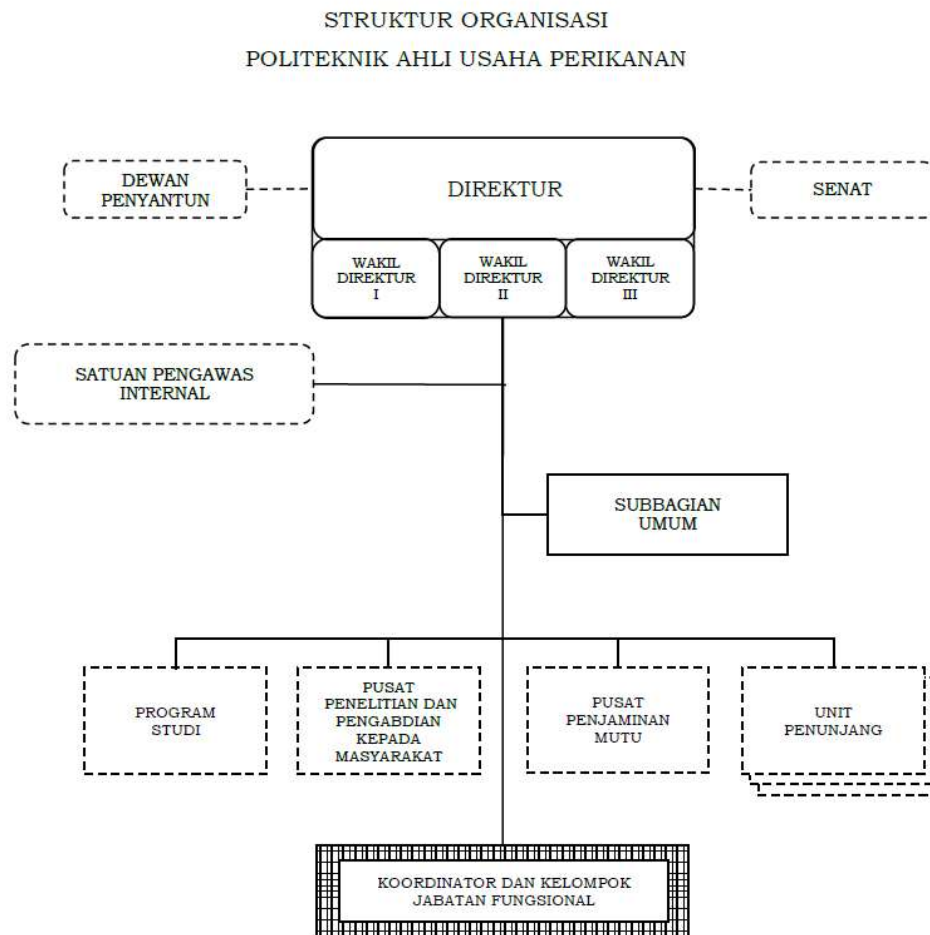 STRUKTUR ORGANISASI
POLITEKNIK AHLI USAHA PERIKANAN
DEWAN
PENYANTUN
DIREKTUR
SENAT
WAKIL
DIREKTUR
I
WAKIL
DIREKTUR
II
WAKIL
DIREKTUR
III
SATUAN PENGAWAS
INTERNAL
SUBBAGIAN
UMUM
PROGRAM
STUDI
PUSAT
PENELITIAN DAN
PENGABDIAN
KEPADA
MASYARAKAT
PUSAT
PENJAMINAN
MUTU
UNIT
PENUNJANG
KOORDINATOR DAN KELOMPOK
JABATAN FUNGSIONAL